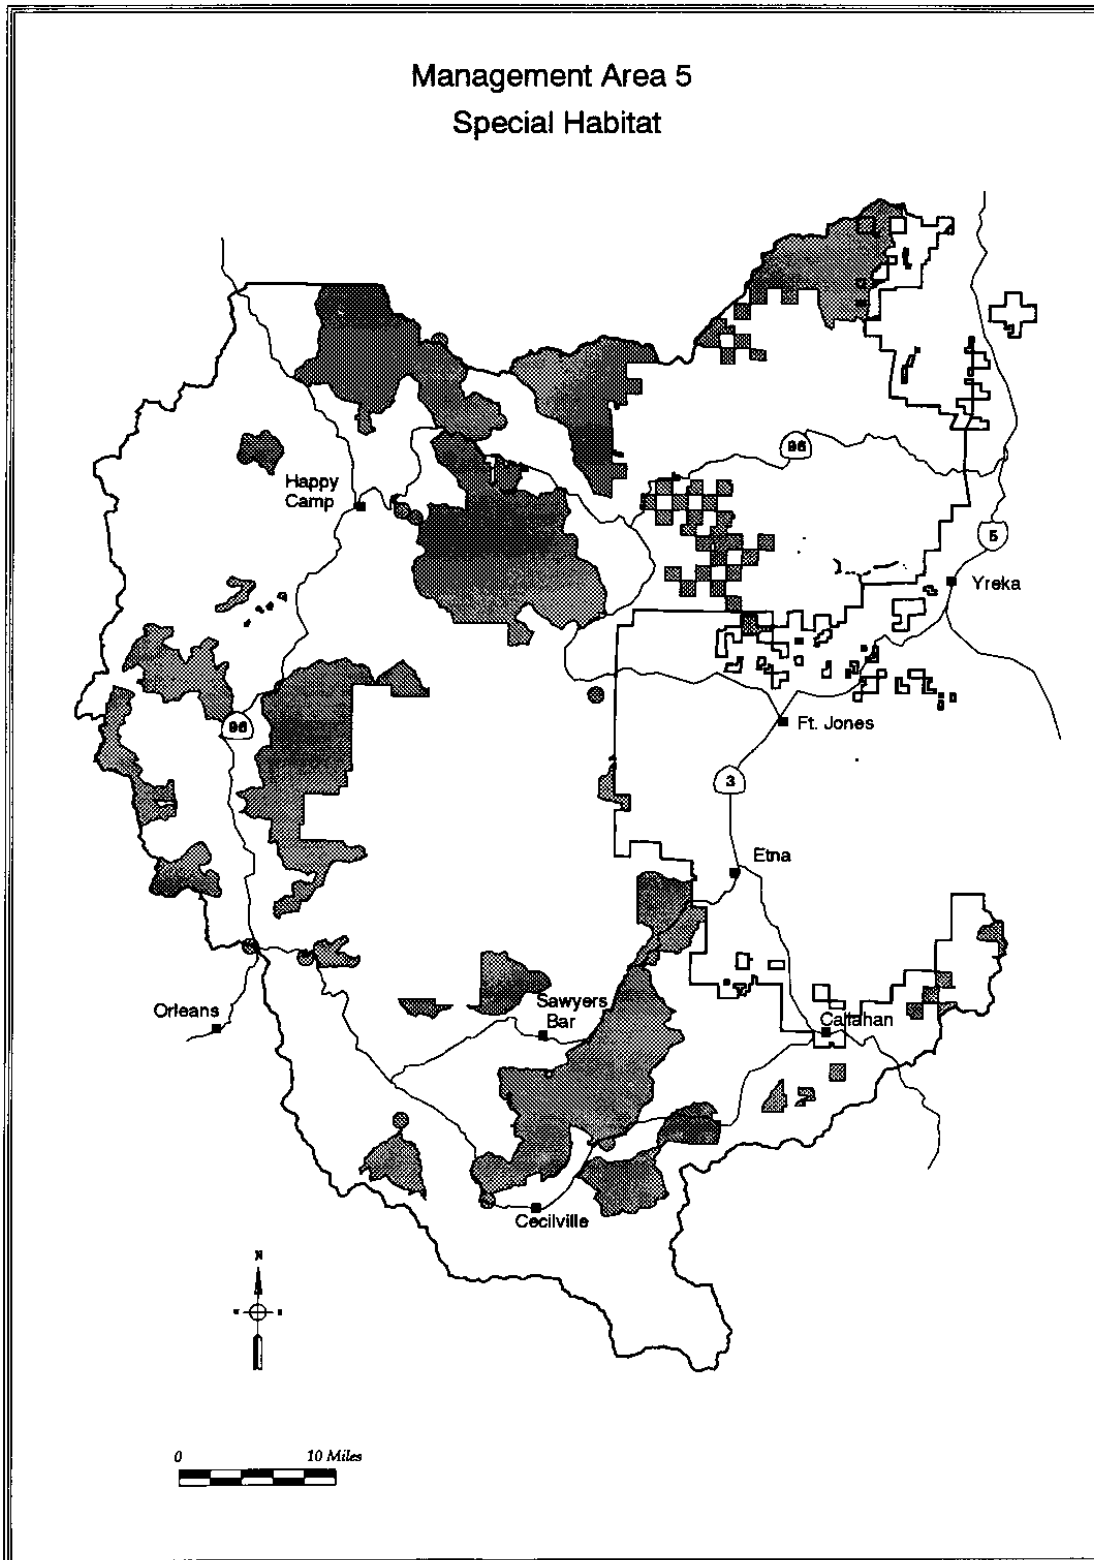 Management Area 5
Special Habitat
96
Happy
Camp
5
Yreka
96
Ft. Jones
3
Etna
Orleans
Sawyers
Bar
Callahan
Cecilville
N
0 10 Miles